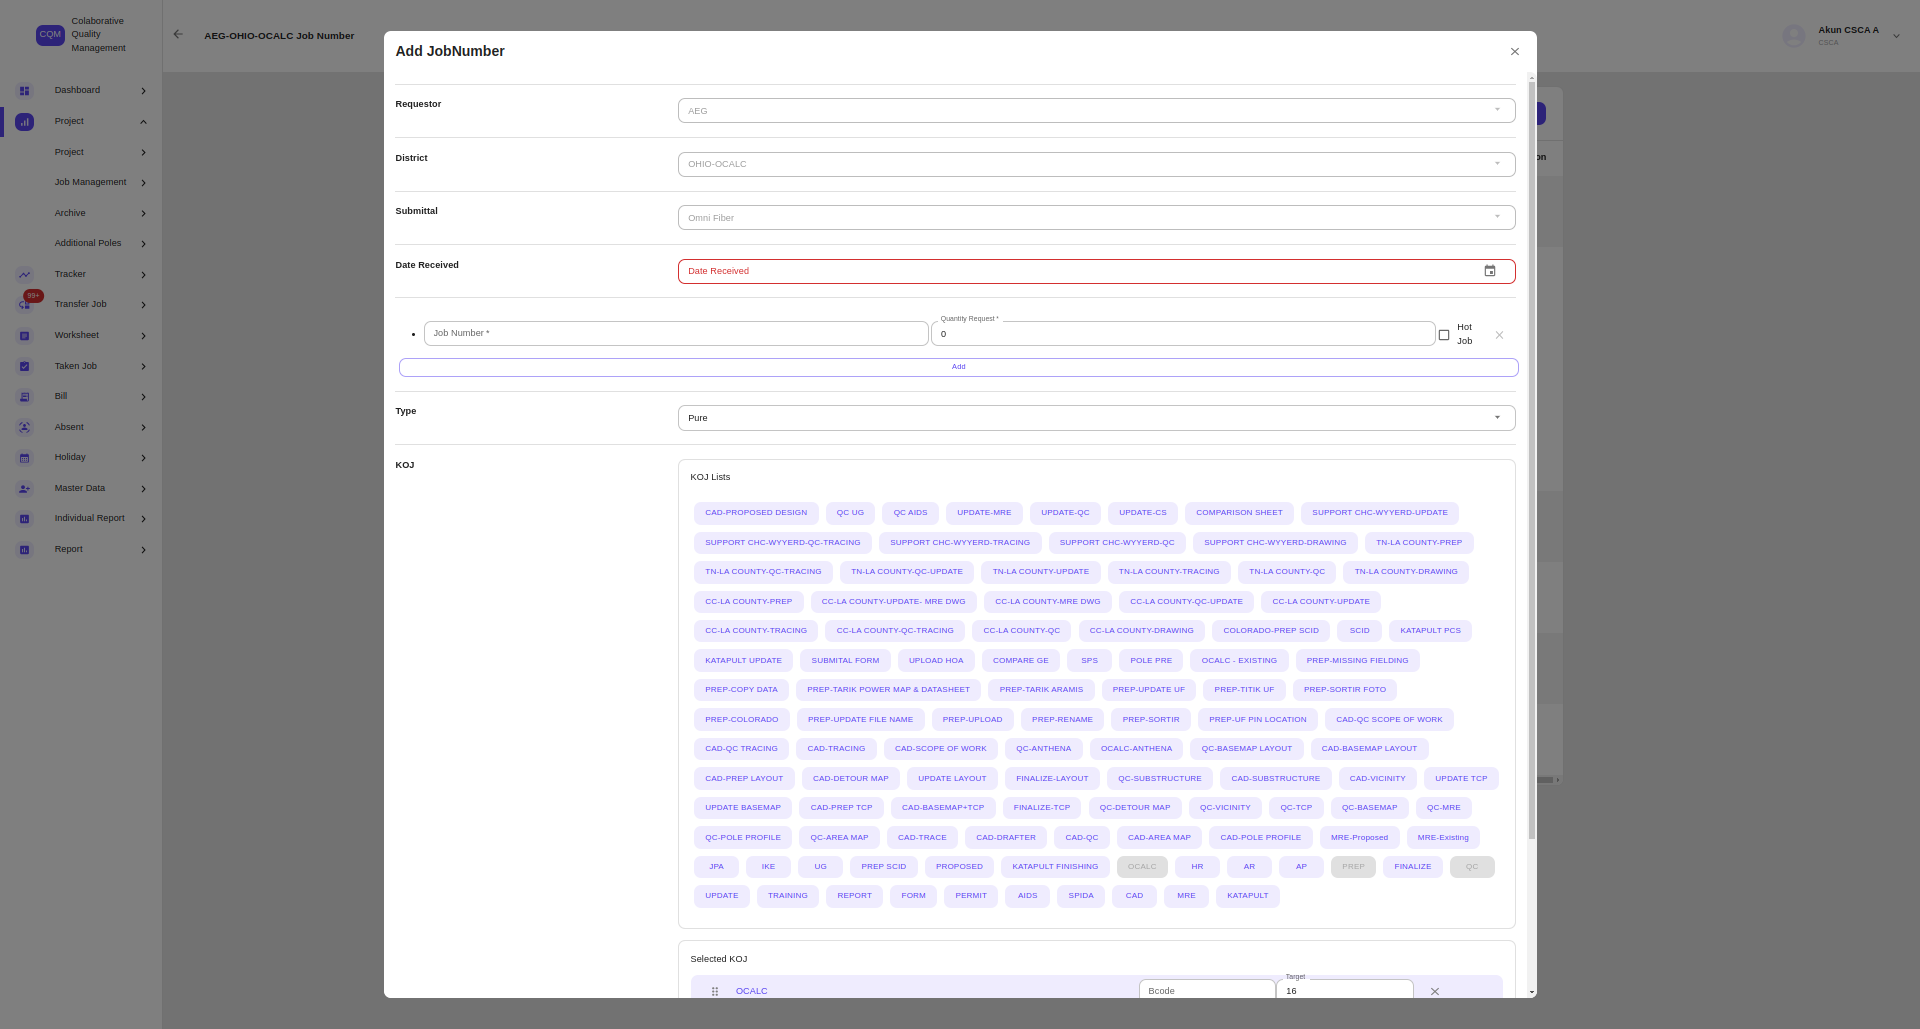 CQM
Colaborative
Quality
Management
AEG-OHIO-OCALC Job Number
Akun CSCA A
CSCA
Dashboard
Project
Project
Job Management
Archive
Additional Poles
Tracker
99+
Transfer Job
Worksheet
Taken Job
Bill
Absent
Holiday
Master Data
Individual Report
Report
on
Add JobNumber
Requestor
AEG
District
OHIO-OCALC
Submittal
Omni Fiber
Date Received
Date Received
Job Number *
Quantity Request *
0
Hot
Job
Add
Type
Pure
KOJ
KOJ Lists
CAD-PROPOSED DESIGN QC UG QC AIDS UPDATE-MRE UPDATE-QC UPDATE-CS COMPARISON SHEET SUPPORT CHC-WYYERD-UPDATE
SUPPORT CHC-WYYERD-QC-TRACING SUPPORT CHC-WYYERD-TRACING SUPPORT CHC-WYYERD-QC SUPPORT CHC-WYYERD-DRAWING TN-LA COUNTY-PREP
TN-LA COUNTY-QC-TRACING TN-LA COUNTY-QC-UPDATE TN-LA COUNTY-UPDATE TN-LA COUNTY-TRACING TN-LA COUNTY-QC TN-LA COUNTY-DRAWING
CC-LA COUNTY-PREP CC-LA COUNTY-UPDATE- MRE DWG CC-LA COUNTY-MRE DWG CC-LA COUNTY-QC-UPDATE CC-LA COUNTY-UPDATE
CC-LA COUNTY-TRACING CC-LA COUNTY-QC-TRACING CC-LA COUNTY-QC CC-LA COUNTY-DRAWING COLORADO-PREP SCID SCID KATAPULT PCS
KATAPULT UPDATE SUBMITAL FORM UPLOAD HOA COMPARE GE SPS POLE PRE OCALC - EXISTING PREP-MISSING FIELDING
PREP-COPY DATA PREP-TARIK POWER MAP & DATASHEET PREP-TARIK ARAMIS PREP-UPDATE UF PREP-TITIK UF PREP-SORTIR FOTO
PREP-COLORADO PREP-UPDATE FILE NAME PREP-UPLOAD PREP-RENAME PREP-SORTIR PREP-UF PIN LOCATION CAD-QC SCOPE OF WORK
CAD-QC TRACING CAD-TRACING CAD-SCOPE OF WORK QC-ANTHENA OCALC-ANTHENA QC-BASEMAP LAYOUT CAD-BASEMAP LAYOUT
CAD-PREP LAYOUT CAD-DETOUR MAP UPDATE LAYOUT FINALIZE-LAYOUT QC-SUBSTRUCTURE CAD-SUBSTRUCTURE CAD-VICINITY UPDATE TCP
UPDATE BASEMAP CAD-PREP TCP CAD-BASEMAP+TCP FINALIZE-TCP QC-DETOUR MAP QC-VICINITY QC-TCP QC-BASEMAP QC-MRE
QC-POLE PROFILE QC-AREA MAP CAD-TRACE CAD-DRAFTER CAD-QC CAD-AREA MAP CAD-POLE PROFILE MRE-Proposed MRE-Existing
JPA IKE UG PREP SCID PROPOSED KATAPULT FINISHING OCALC HR AR AP PREP FINALIZE QC
UPDATE TRAINING REPORT FORM PERMIT AIDS SPIDA CAD MRE KATAPULT
Selected KOJ
OCALC
Bcode
Target
16